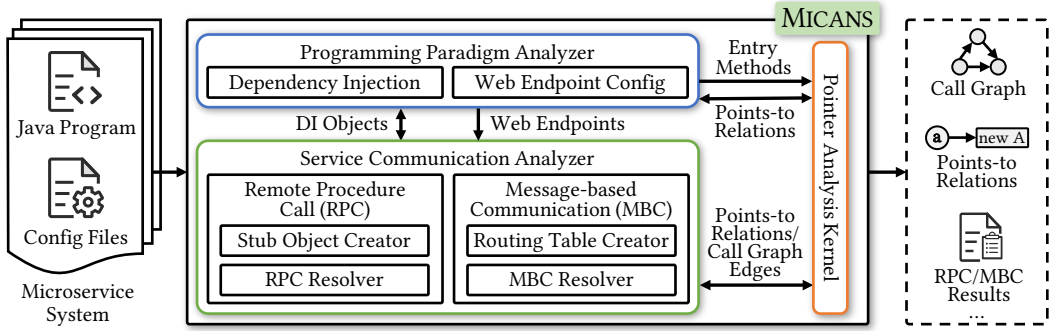 MICANS
Java Program
Config Files
Microservice
System
Programming Paradigm Analyzer
Dependency Injection
Web Endpoint Config
DI Objects
Web Endpoints
Service Communication Analyzer
Remote Procedure
Call (RPC)
Stub Object Creator
RPC Resolver
Message-based
Communication (MBC)
Routing Table Creator
MBC Resolver
Entry
Methods
Points-to
Relations
Points-to
Relations/
Call Graph
Edges
Pointer Analysis Kernel
Call Graph
a
new A
Points-to
Relations
RPC/MBC
Results
...